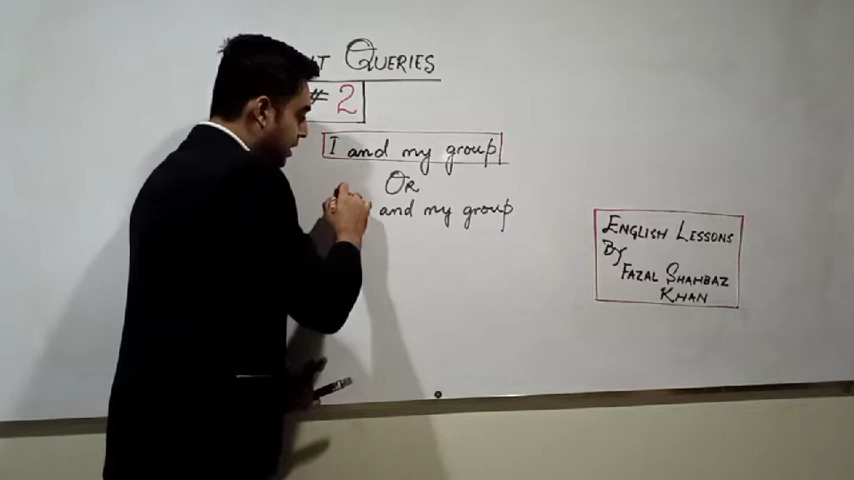 QUERIES
# 2
I and my group
OR
and my group
ENGLISH LESSONS
BY
FAZAL SHAHBAZ
KHAN